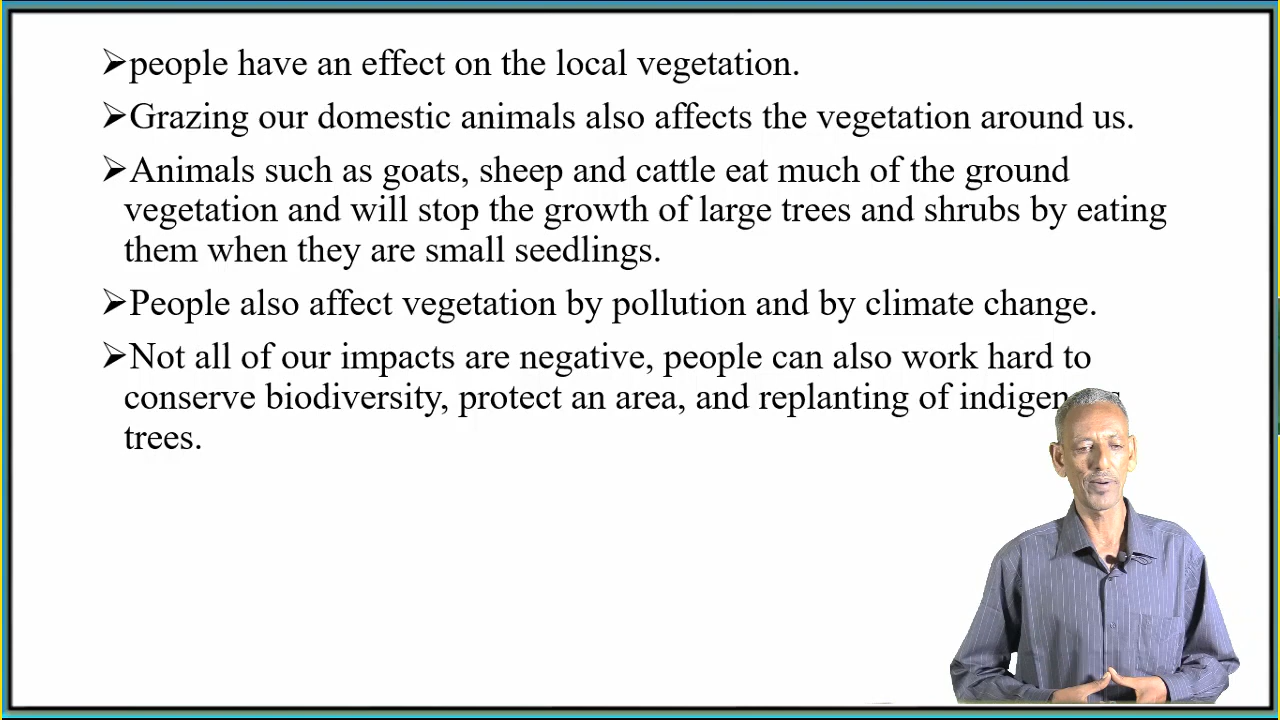 ➢people have an effect on the local vegetation.
➢Grazing our domestic animals also affects the vegetation around us.
➢Animals such as goats, sheep and cattle eat much of the ground
vegetation and will stop the growth of large trees and shrubs by eating
them when they are small seedlings.
➢People also affect vegetation by pollution and by climate change.
➢Not all of our impacts are negative, people can also work hard to
conserve biodiversity, protect an area, and replanting of
trees.